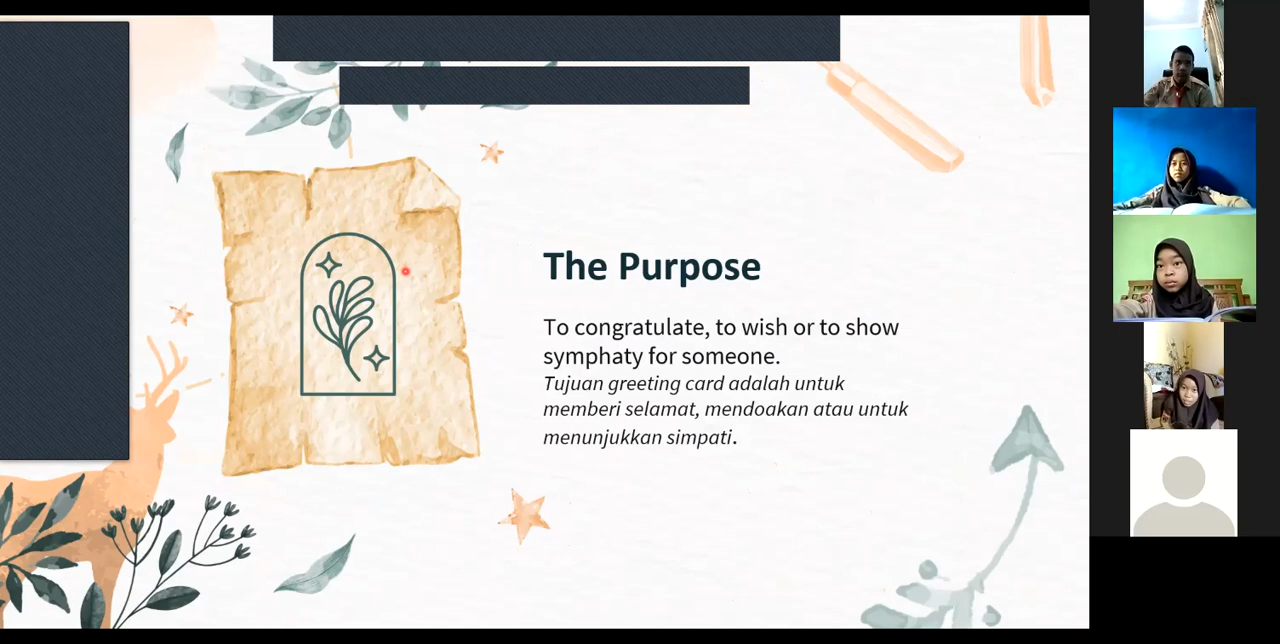 The Purpose
To congratulate, to wish or to show
symphaty for someone.
Tujuan greeting card adalah untuk
memberi selamat, mendoakan atau untuk
menunjukkan simpati.